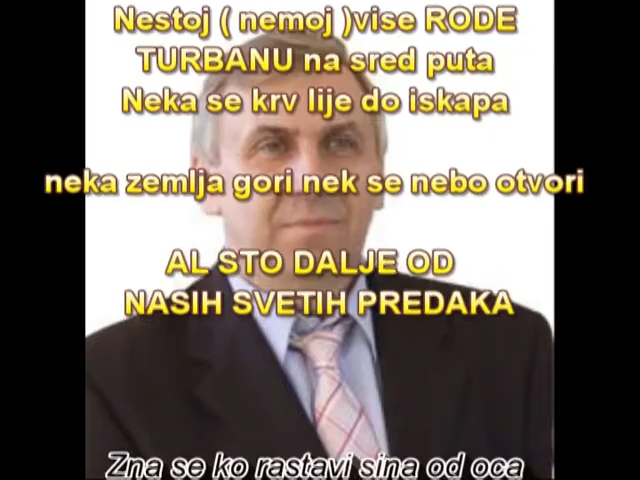 Nestoj ( nemoj )vise RODE
TURBANU na sred puta
Neka se krv lije do iskapa
neka zemlja gori nek se nebo otvori
AL STO DALJE OD
NASIH SVETIH PREDAKA
Zna se ko rastavi sina od oca